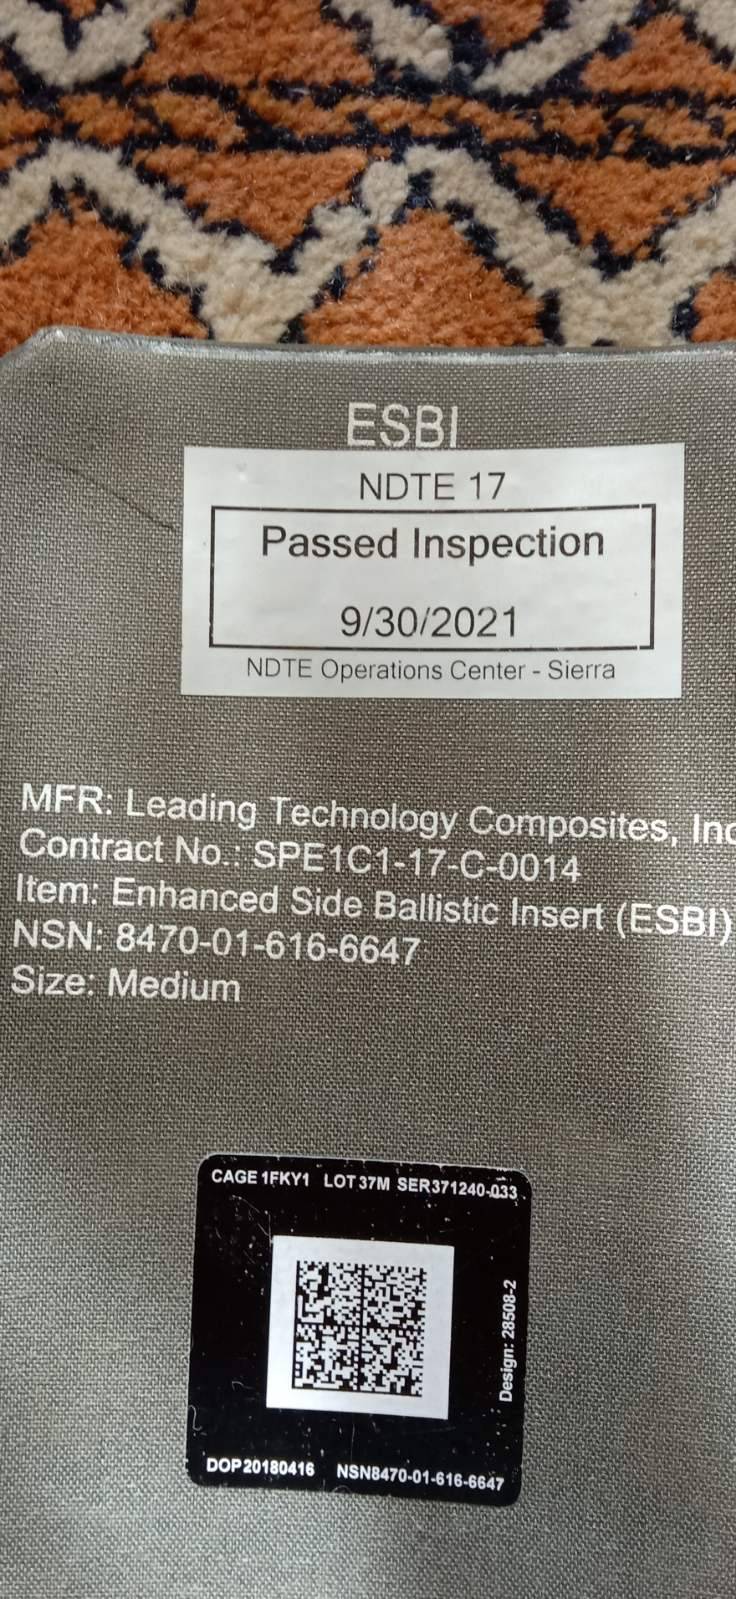 ESBI
NDTE 17
Passed Inspection
9/30/2021
NDTE Operations Center - Sierra
MFR: Leading Technology Composites, Inc
Contract No.: SPE1C1-17-C-0014
Item: Enhanced Side Ballistic Insert (ESBI)
NSN: 8470-01-616-6647
Size: Medium
CAGE 1FKY1 LOT 37M SER371240-033
Design: 28508-2
DOP20180416 NSN8470-01-616-6647